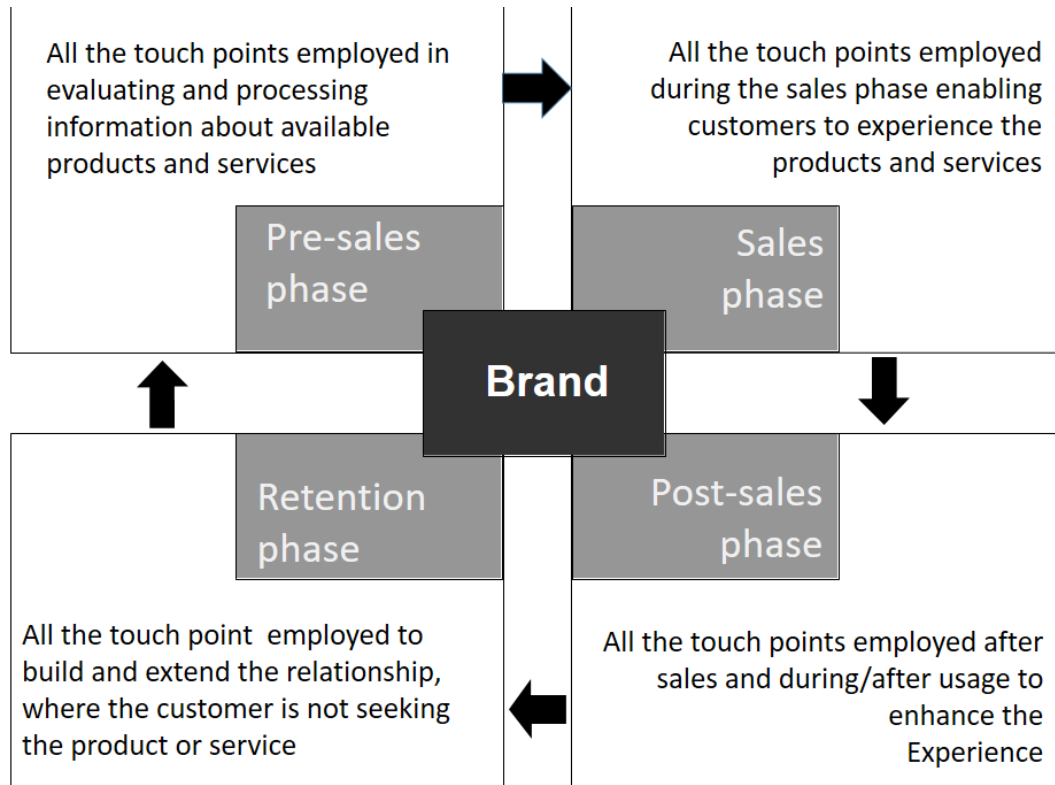 All the touch points employed in
evaluating and processing
information about available
products and services
All the touch points employed
during the sales phase enabling
customers to experience the
products and services
Pre-sales
phase
Sales
phase
Brand
Retention
phase
Post-sales
phase
All the touch point  employed to
build and extend the relationship,
where the customer is not seeking
the product or service
All the touch points employed after
sales and during/after usage to
enhance the
Experience